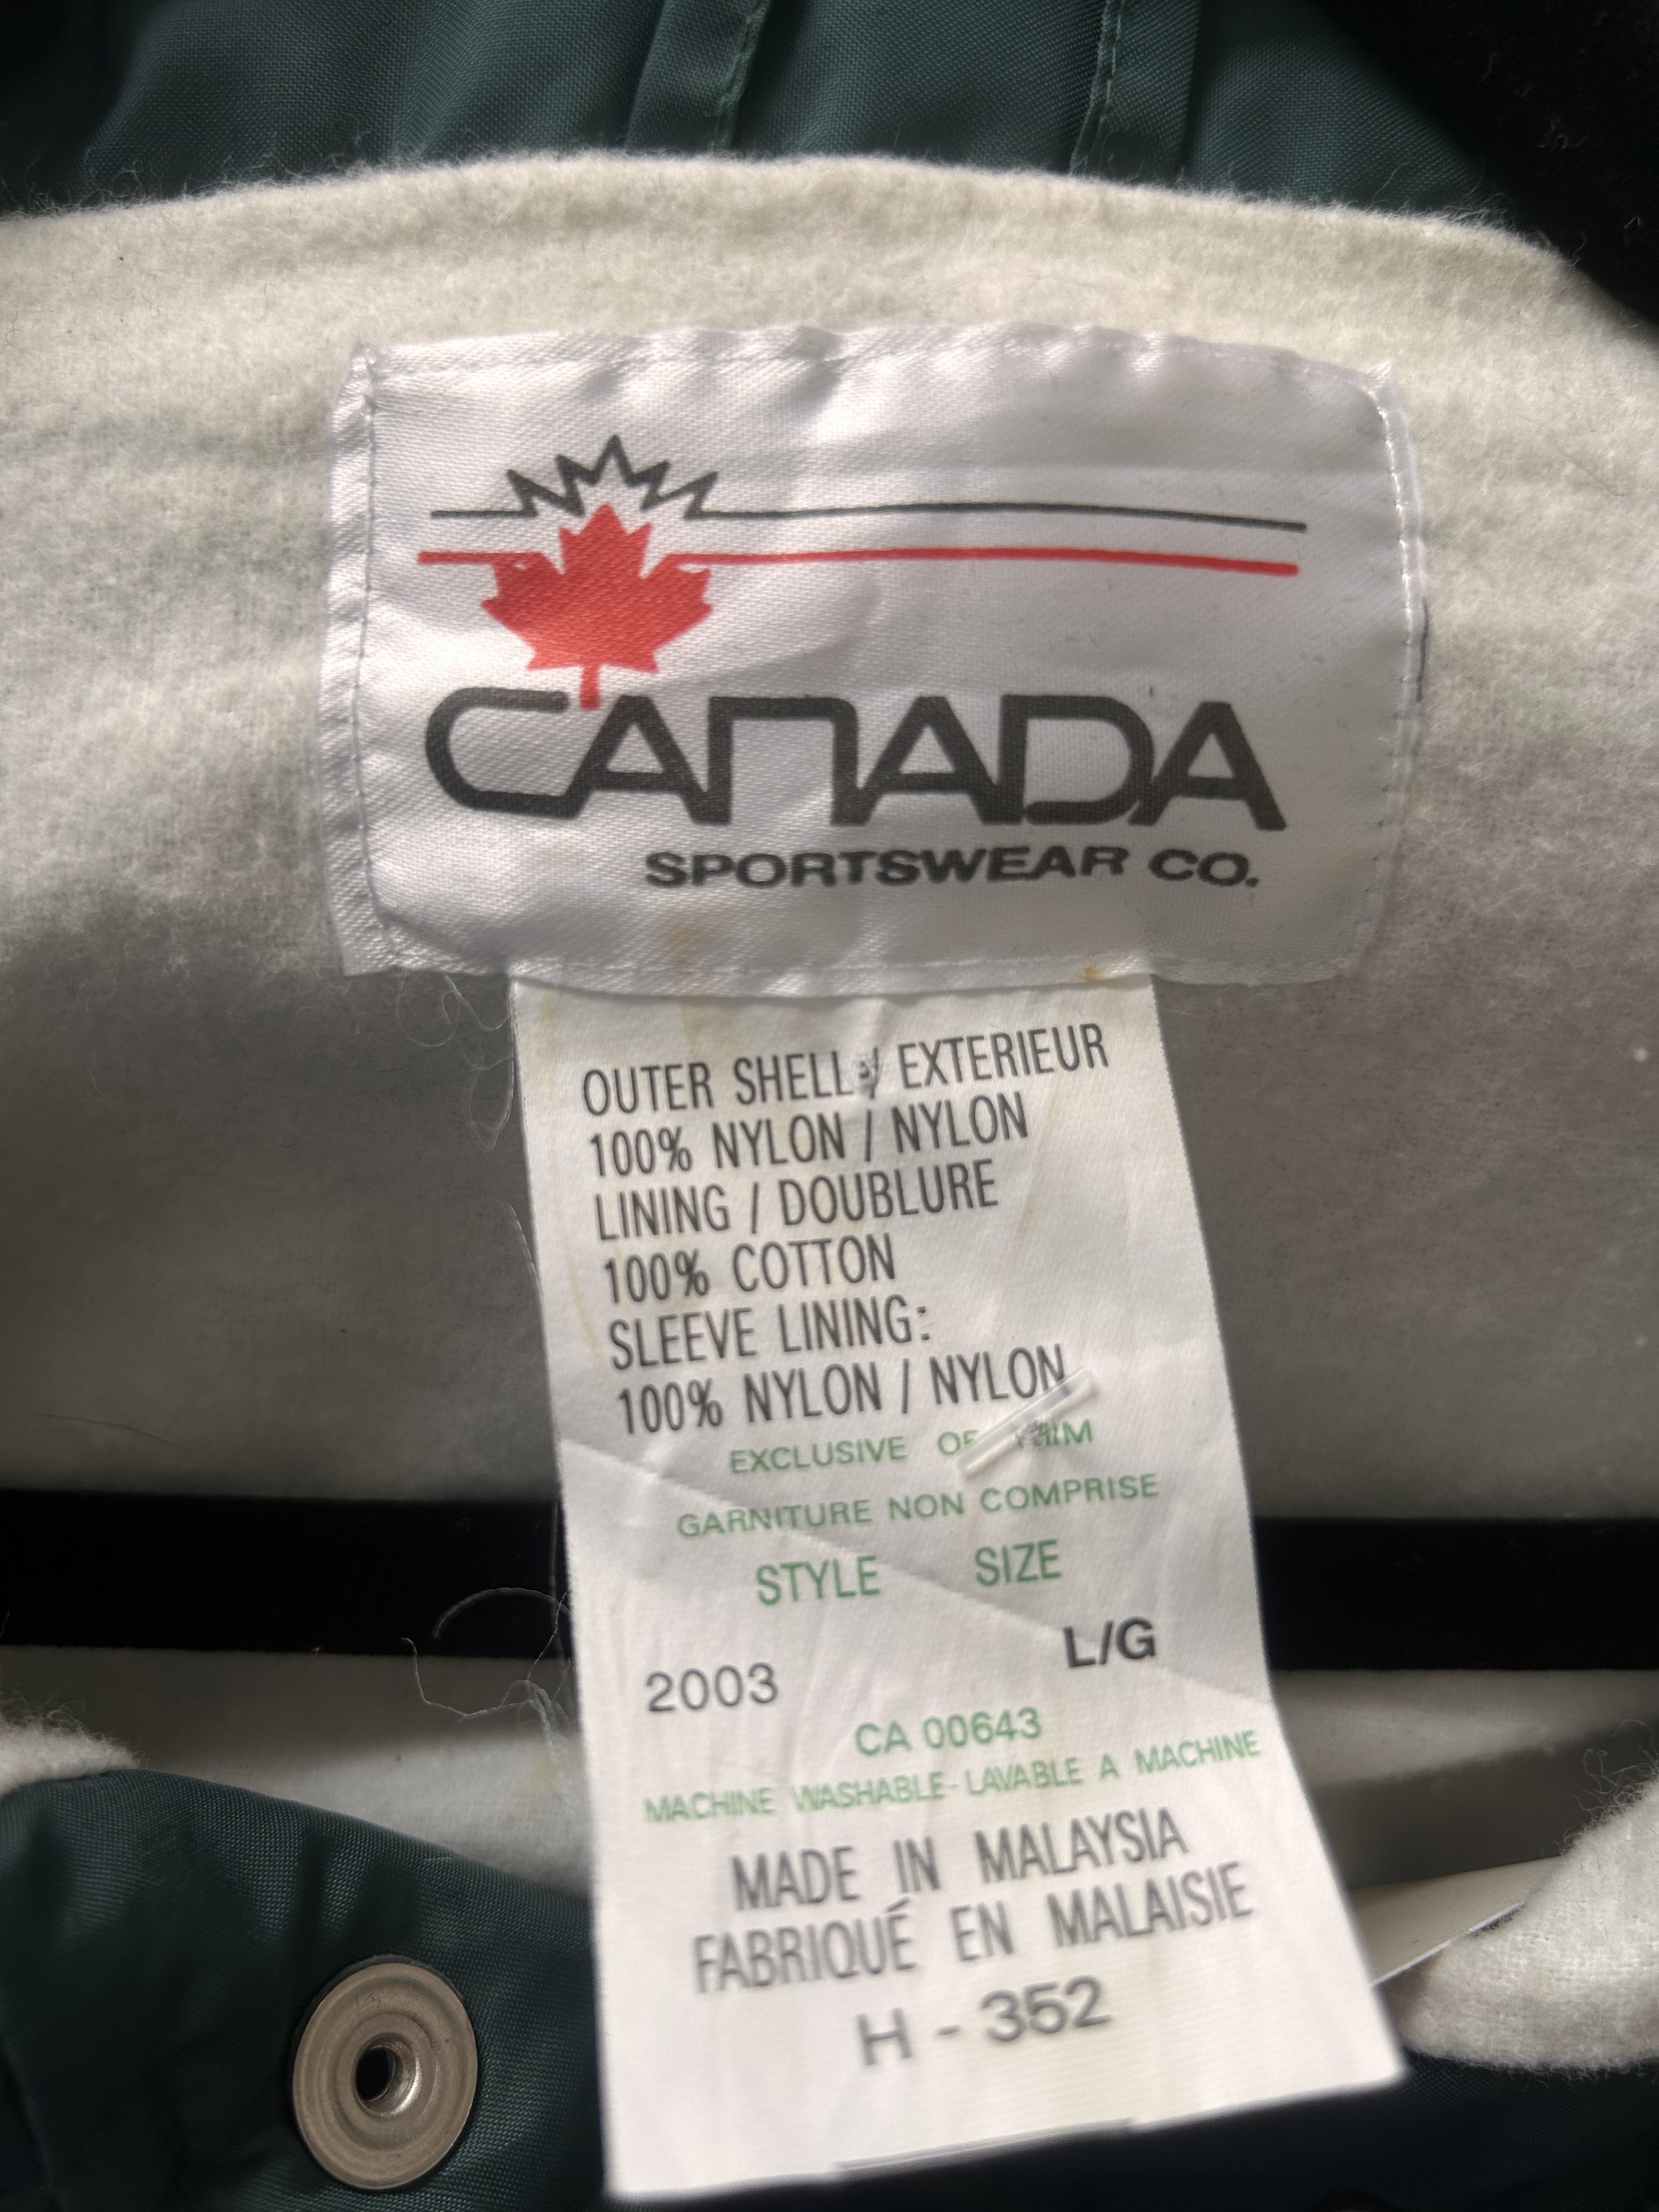 CANADA
SPORTSWEAR CO.
OUTER SHELL / EXTERIEUR
100% NYLON / NYLON
LINING / DOUBLURE
100% COTTON
SLEEVE LINING:
100% NYLON / NYLON
EXCLUSIVE OF TRIM
GARNITURE NON COMPRISE
STYLE SIZE
2003 L/G
CA 00643
MACHINE WASHABLE - LAVABLE A MACHINE
MADE IN MALAYSIA
FABRIQUÉ EN MALAISIE
H - 352